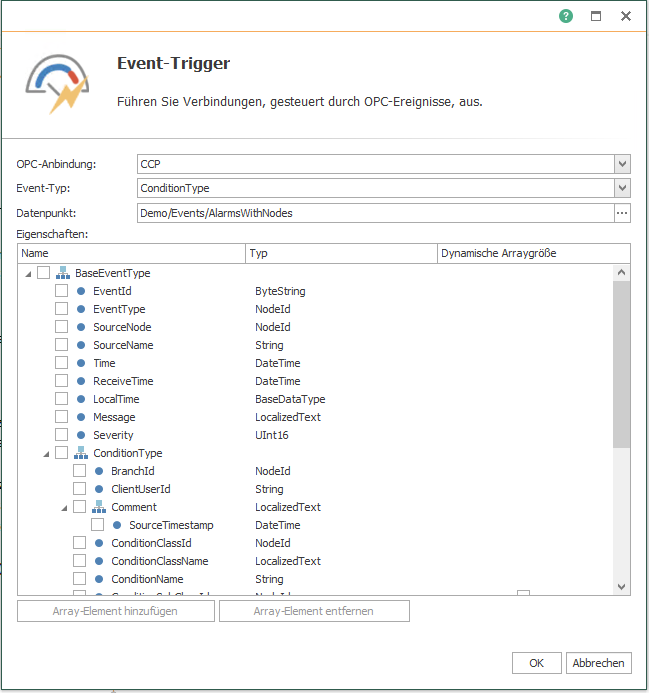 Event-Trigger
Führen Sie Verbindungen, gesteuert durch OPC-Ereignisse, aus.
OPC-Anbindung: CCP
Event-Typ: ConditionType
Datenpunkt: Demo/Events/AlarmsWithNodes ...
Eigenschaften:
Name Typ Dynamische Arraygröße
BaseEventType
EventId ByteString
EventType NodeId
SourceNode NodeId
SourceName String
Time DateTime
ReceiveTime DateTime
LocalTime BaseDataType
Message LocalizedText
Severity UInt16
ConditionType
BranchId NodeId
ClientUserId String
Comment LocalizedText
SourceTimestamp DateTime
ConditionClassId NodeId
ConditionClassName LocalizedText
ConditionName String
Array-Element hinzufügen Array-Element entfernen
OK Abbrechen